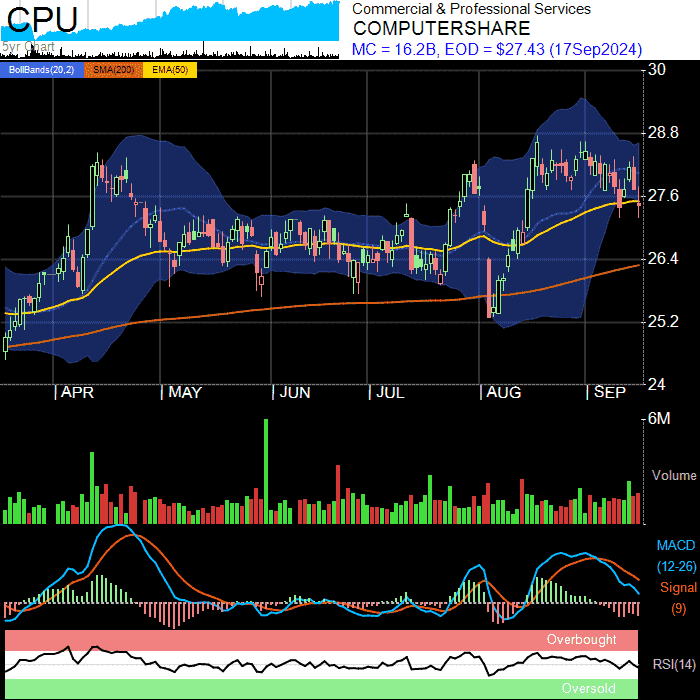 CPU
5yr Chart
Commercial & Professional Services
COMPUTERSHARE
MC = 16.2B, EOD = $27.43 (17Sep2024)
BollBands(20,2) SMA(200) EMA(50)
30
28.8
27.6
26.4
25.2
24
APR MAY JUN JUL AUG SEP
6M
Volume
MACD
(12-26)
Signal
(9)
Overbought
RSI(14)
Oversold